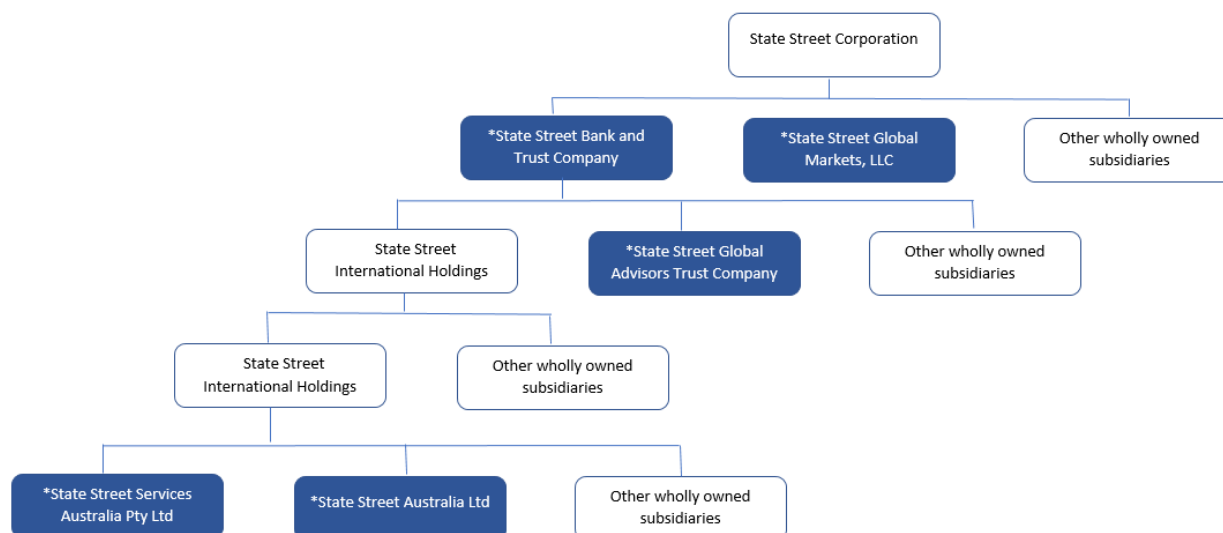 State Street Corporation
*State Street Bank and
Trust Company
*State Street Global
Markets, LLC
Other wholly owned
subsidiaries
State Street
International Holdings
*State Street Global
Advisors Trust Company
Other wholly owned
subsidiaries
State Street
International Holdings
Other wholly owned
subsidiaries
*State Street Services
Australia Pty Ltd
*State Street Australia Ltd
Other wholly owned
subsidiaries